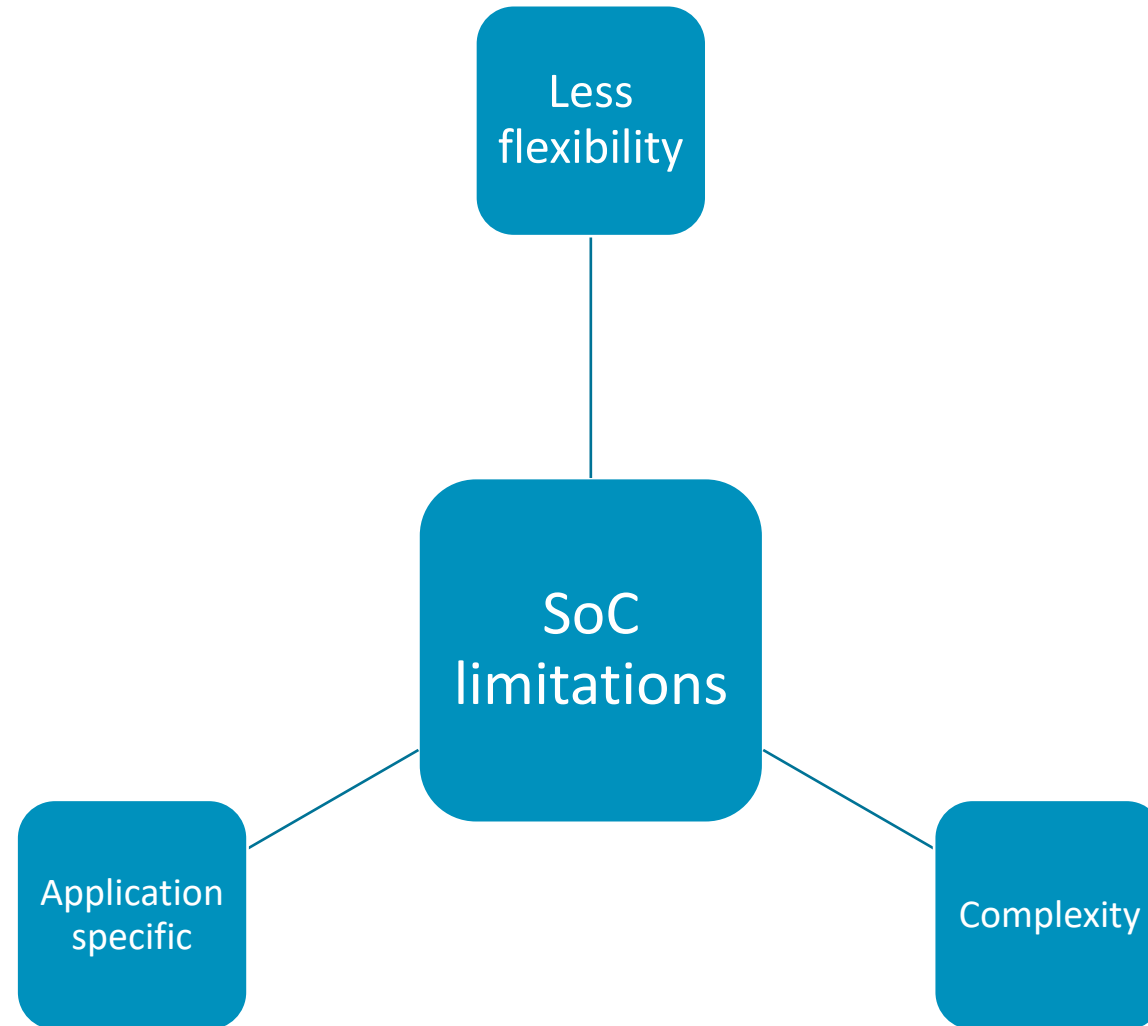 Less
flexibility
SoC
limitations
Application
specific
Complexity